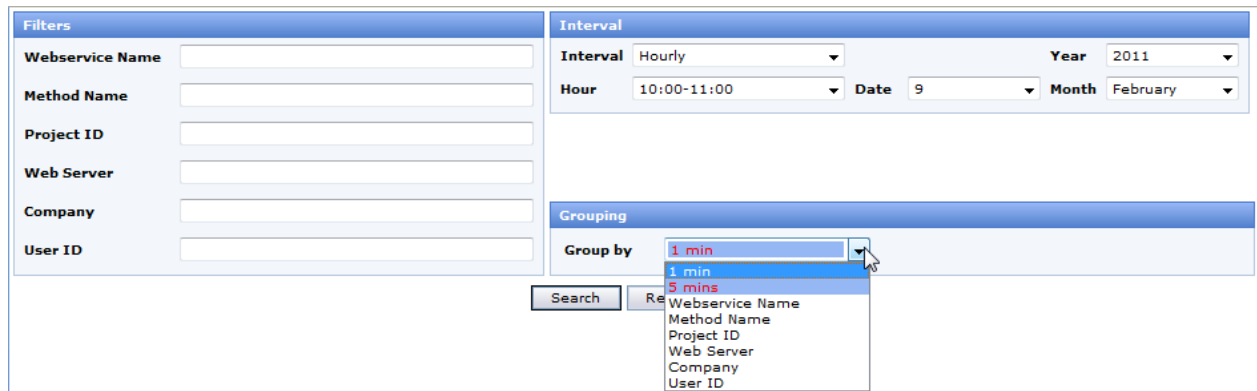 Filters
Webservice Name
Method Name
Project ID
Web Server
Company
User ID
Interval
Interval Hourly Year 2011
Hour 10:00-11:00 Date 9 Month February
Grouping
Group by 1 min
1 min
5 mins
Webservice Name
Method Name
Project ID
Web Server
Company
User ID
Search Re